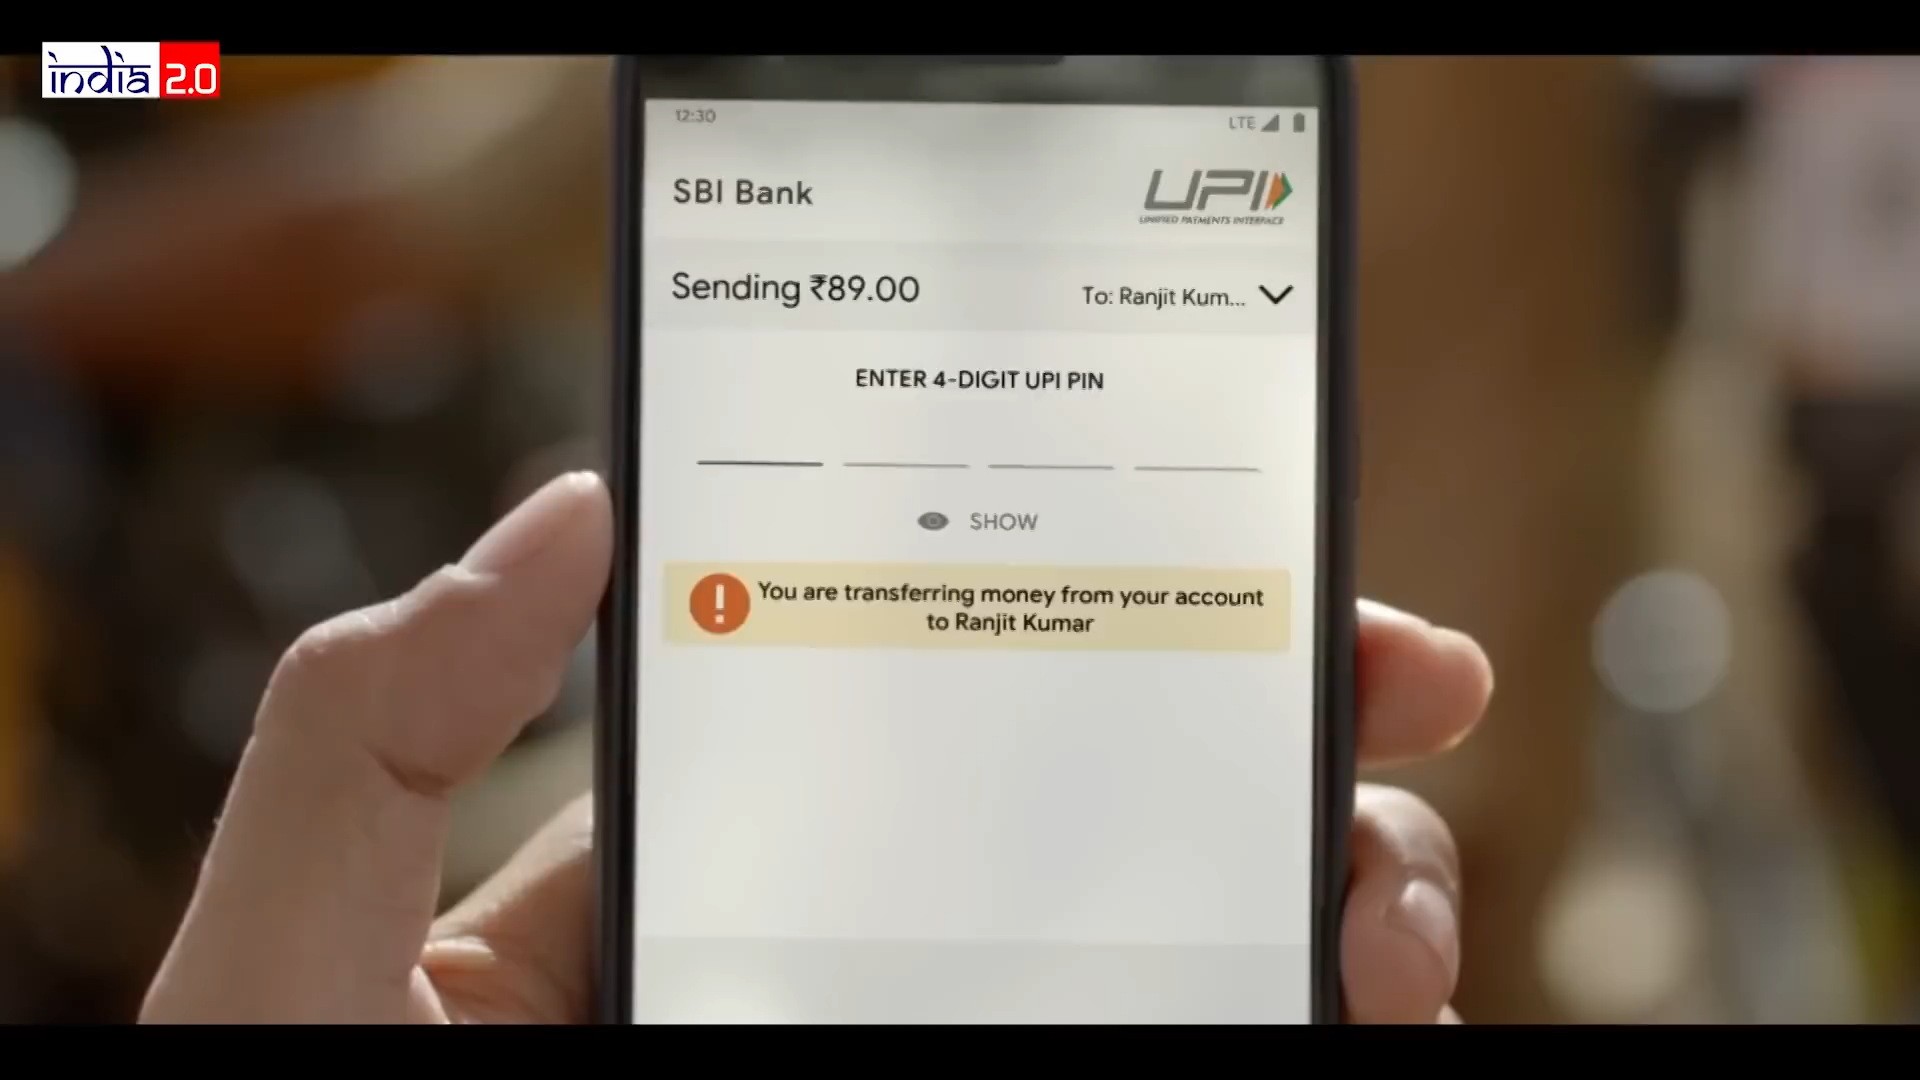 india 2.0
12:30
LTE
SBI Bank
UPI
UNIFIED PAYMENTS INTERFACE
Sending ₹89.00
To: Ranjit Kum...
ENTER 4-DIGIT UPI PIN
SHOW
! You are transferring money from your account
to Ranjit Kumar